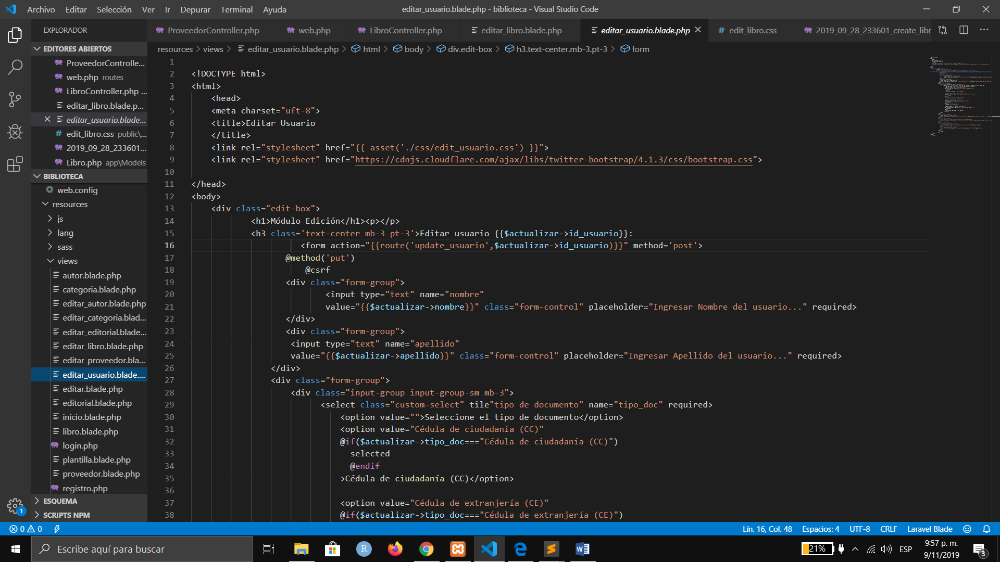 Archivo Editar Selección Ver Ir Depurar Terminal Ayuda
editar_usuario.blade.php - biblioteca - Visual Studio Code
EXPLORADOR
ProveedorController.php web.php LibroController.php editar_libro.blade.php editar_usuario.blade.php # edit_libro.css 2019_09_28_233601_create_libr
EDITORES ABIERTOS
ProveedorControlle...
web.php routes
LibroController.php ...
editar_libro.blade.p...
editar_usuario.blade...
# edit_libro.css public\...
2019_09_28_233601...
Libro.php app\Models
BIBLIOTECA
web.config
resources
js
lang
sass
views
autor.blade.php
categoria.blade.php
editar_autor.blade.php
editar_categoria.blad...
editar_editorial.blade...
editar_libro.blade.php
editar_proveedor.bla...
editar_usuario.blade....
editar.blade.php
editorial.blade.php
inicio.blade.php
libro.blade.php
login.php
plantilla.blade.php
proveedor.blade.php
registro.php
ESQUEMA
SCRIPTS NPM
1
resources > views > editar_usuario.blade.php > html > body > div.edit-box > h3.text-center.mb-3.pt-3 > form
1
2 <!DOCTYPE html>
3 <html>
4 <head>
5 <meta charset="uft-8">
6 <title>Editar Usuario
7 </title>
8 <link rel="stylesheet" href="{{ asset('./css/edit_usuario.css') }}">
9 <link rel="stylesheet" href="https://cdnjs.cloudflare.com/ajax/libs/twitter-bootstrap/4.1.3/css/bootstrap.css">
10
11 </head>
12 <body>
13 <div class="edit-box">
14 <h1>Módulo Edición</h1><p></p>
15 <h3 class='text-center mb-3 pt-3'>Editar usuario {{$actualizar->id_usuario}}:
16 <form action="{{route('update_usuario',$actualizar->id_usuario)}}" method='post'>
17 @method('put')
18 @csrf
19 <div class="form-group">
20 <input type="text" name="nombre"
21 value="{{$actualizar->nombre}}" class="form-control" placeholder="Ingresar Nombre del usuario..." required>
22 </div>
23 <div class="form-group">
24 <input type="text" name="apellido"
25 value="{{$actualizar->apellido}}" class="form-control" placeholder="Ingresar Apellido del usuario..." required>
26 </div>
27 <div class="form-group">
28 <div class="input-group input-group-sm mb-3">
29 <select class="custom-select" tile"tipo de documento" name="tipo_doc" required>
30 <option value="">Seleccione el tipo de documento</option>
31 <option value="Cédula de ciudadanía (CC)"
32 @if($actualizar->tipo_doc==="Cédula de ciudadanía (CC)")
33 selected
34 @endif
35 >Cédula de ciudadanía (CC)</option>
36
37 <option value="Cédula de extranjería (CE)"
38 @if($actualizar->tipo_doc==="Cédula de extranjería (CE)")
0 0
Lín. 16, Col. 48 Espacios: 4 UTF-8 CRLF Laravel Blade
Escribe aquí para buscar
21% ESP
9:57 p. m.
9/11/2019
3